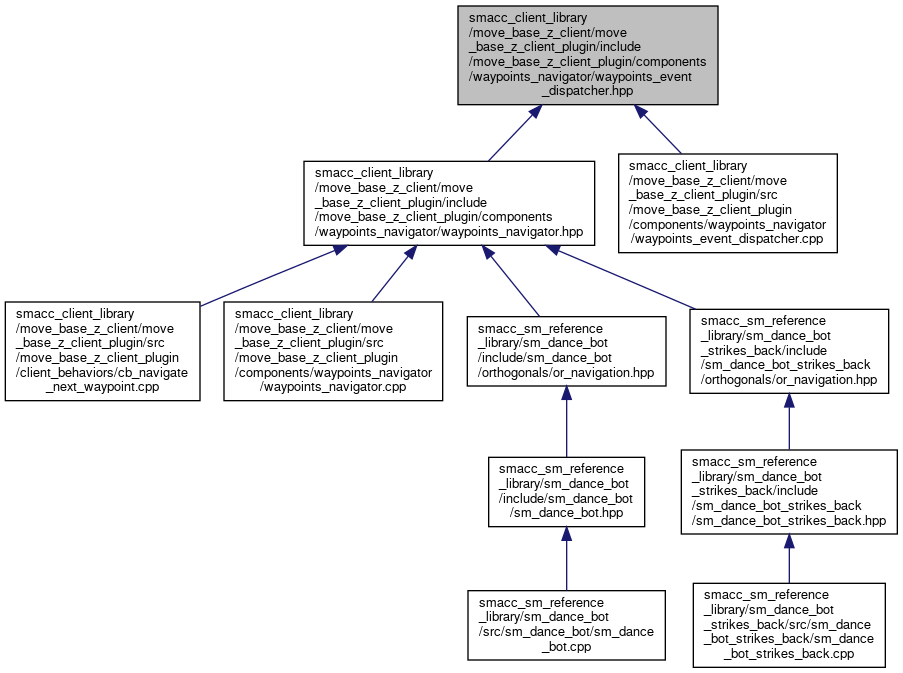 smacc_client_library
/move_base_z_client/move
_base_z_client_plugin/include
/move_base_z_client_plugin/components
/waypoints_navigator/waypoints_event
_dispatcher.hpp
smacc_client_library
/move_base_z_client/move
_base_z_client_plugin/include
/move_base_z_client_plugin/components
/waypoints_navigator/waypoints_navigator.hpp
smacc_client_library
/move_base_z_client/move
_base_z_client_plugin/src
/move_base_z_client_plugin
/components/waypoints_navigator
/waypoints_event_dispatcher.cpp
smacc_client_library
/move_base_z_client/move
_base_z_client_plugin/src
/move_base_z_client_plugin
/client_behaviors/cb_navigate
_next_waypoint.cpp
smacc_client_library
/move_base_z_client/move
_base_z_client_plugin/src
/move_base_z_client_plugin
/components/waypoints_navigator
/waypoints_navigator.cpp
smacc_sm_reference
_library/sm_dance_bot
/include/sm_dance_bot
/orthogonals/or_navigation.hpp
smacc_sm_reference
_library/sm_dance_bot
_strikes_back/include
/sm_dance_bot_strikes_back
/orthogonals/or_navigation.hpp
smacc_sm_reference
_library/sm_dance_bot
/include/sm_dance_bot
/sm_dance_bot.hpp
smacc_sm_reference
_library/sm_dance_bot
_strikes_back/include
/sm_dance_bot_strikes_back
/sm_dance_bot_strikes_back.hpp
smacc_sm_reference
_library/sm_dance_bot
/src/sm_dance_bot/sm_dance
_bot.cpp
smacc_sm_reference
_library/sm_dance_bot
_strikes_back/src/sm_dance
_bot_strikes_back/sm_dance
_bot_strikes_back.cpp